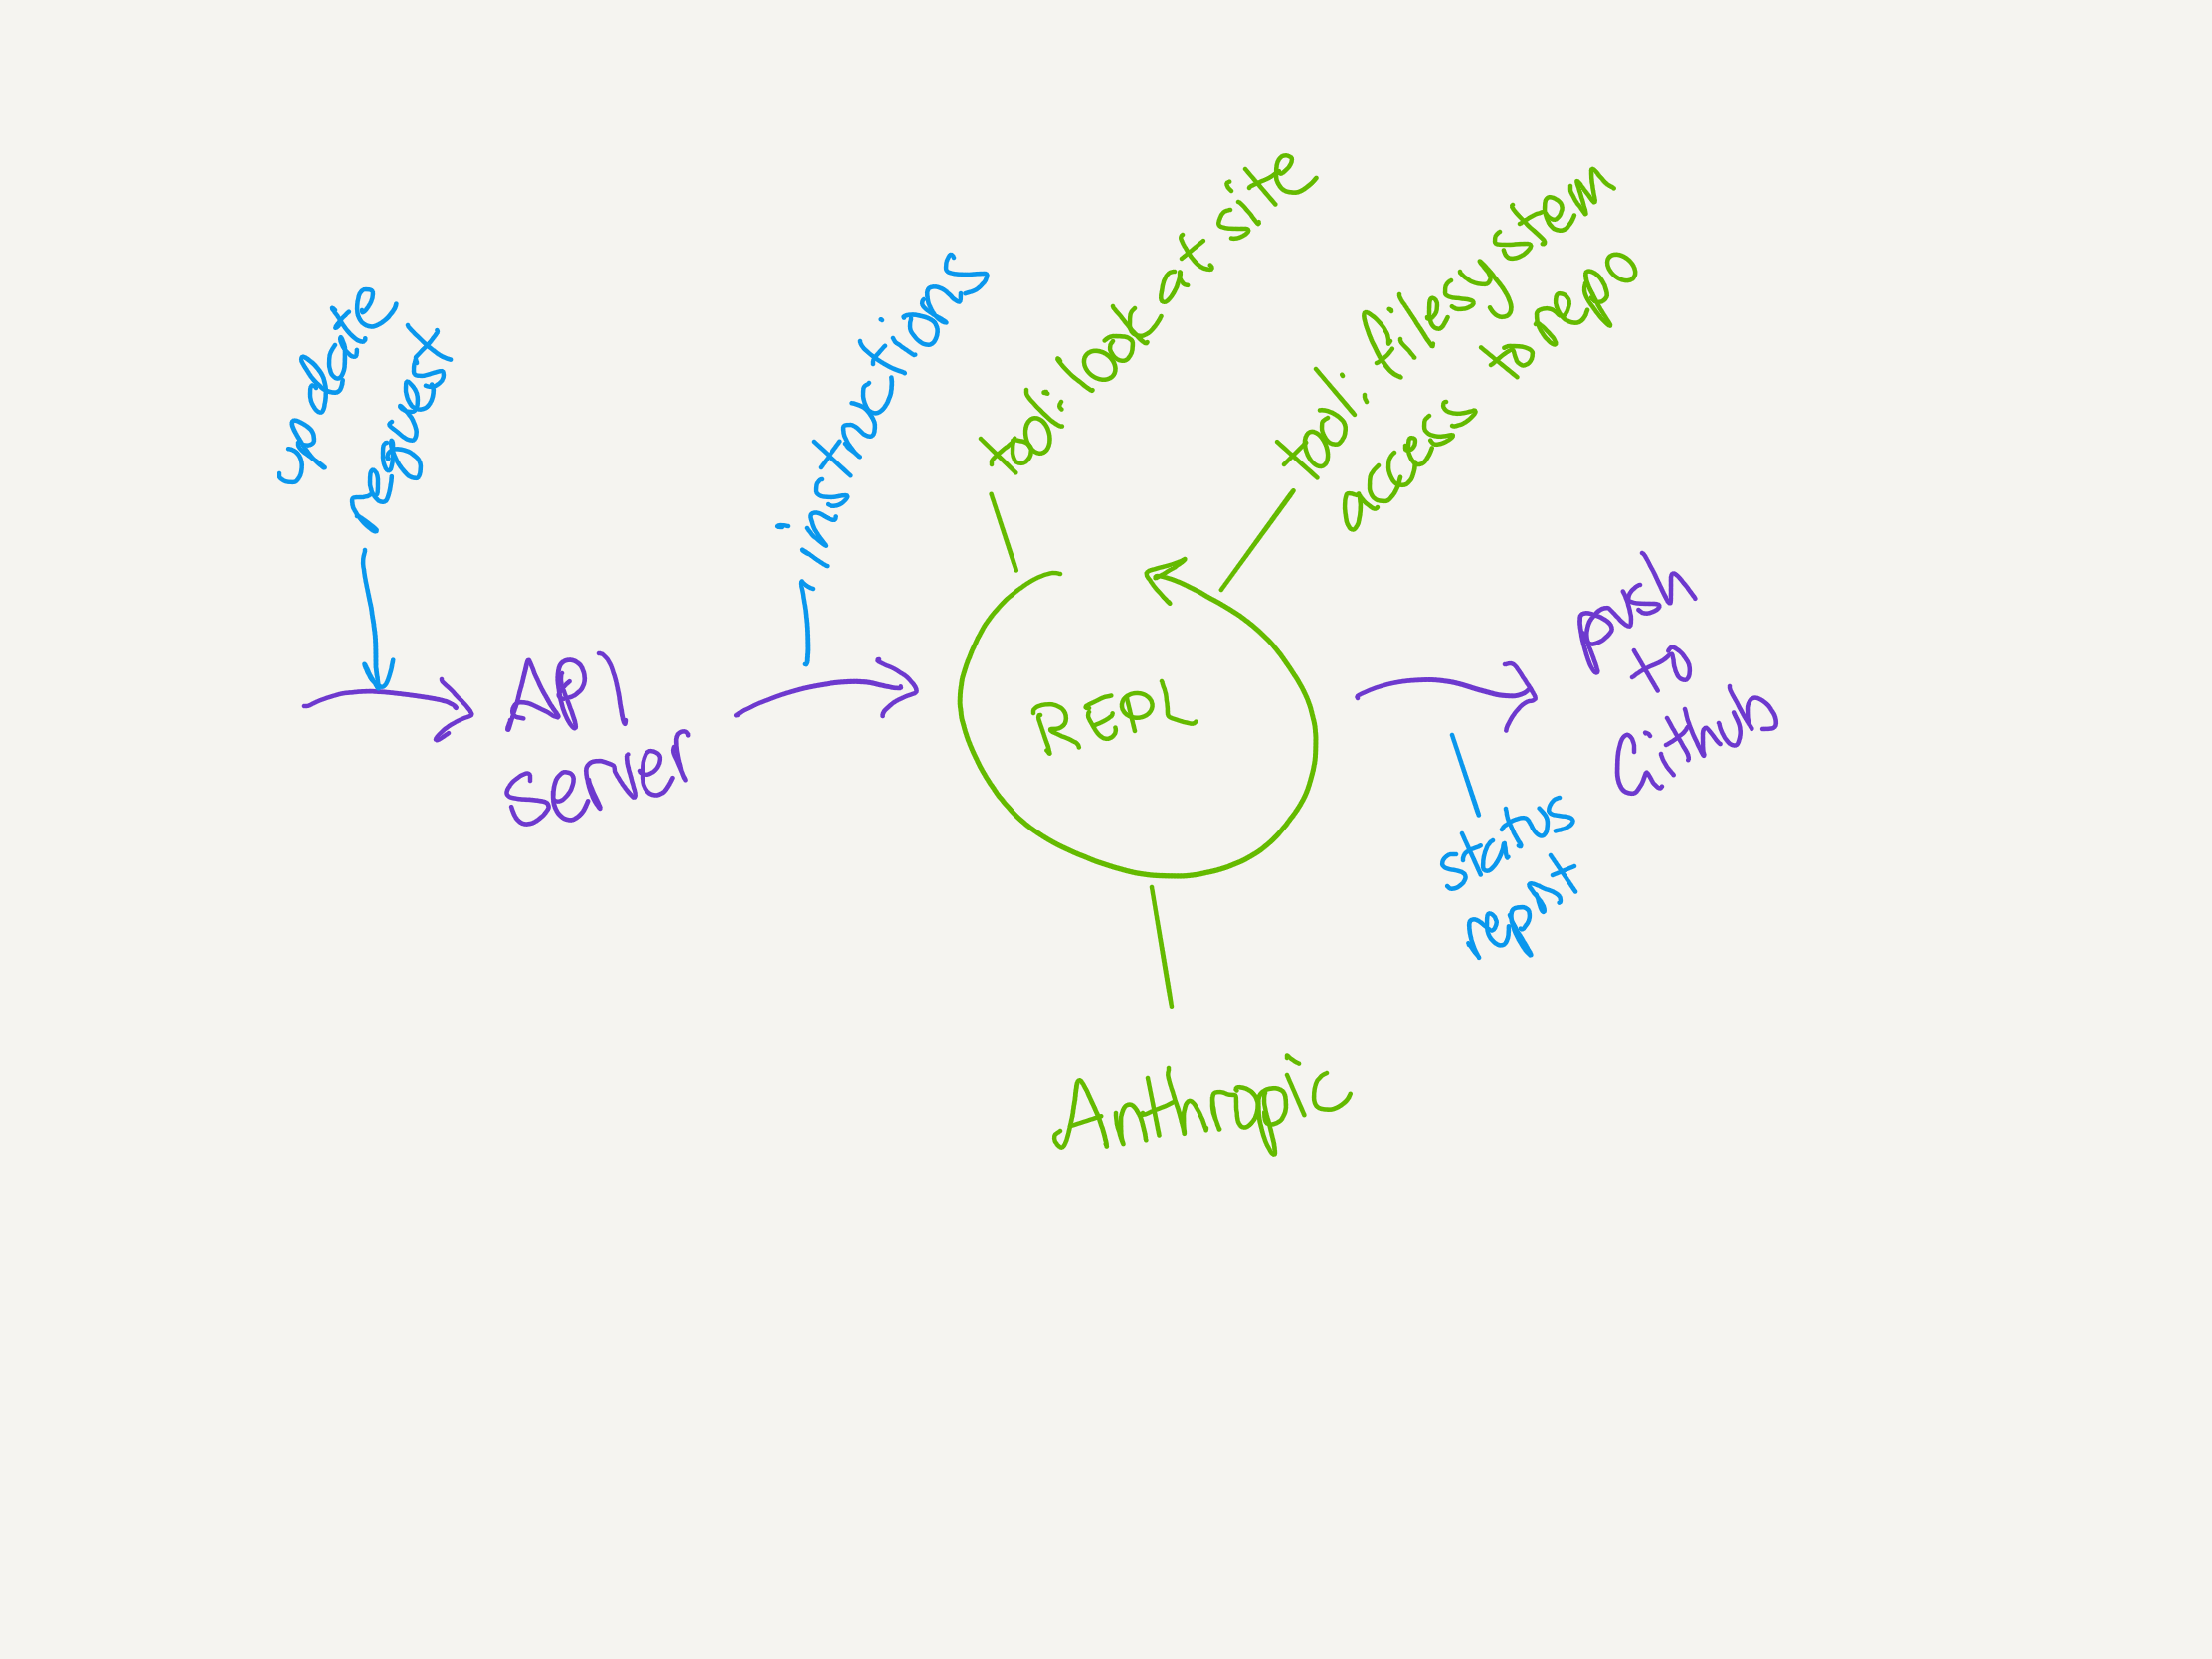 update
request
API
server
instructions
tool: look at site
tool: filesystem
access to repo
REPL
Anthropic
push
to
GitHub
status
report